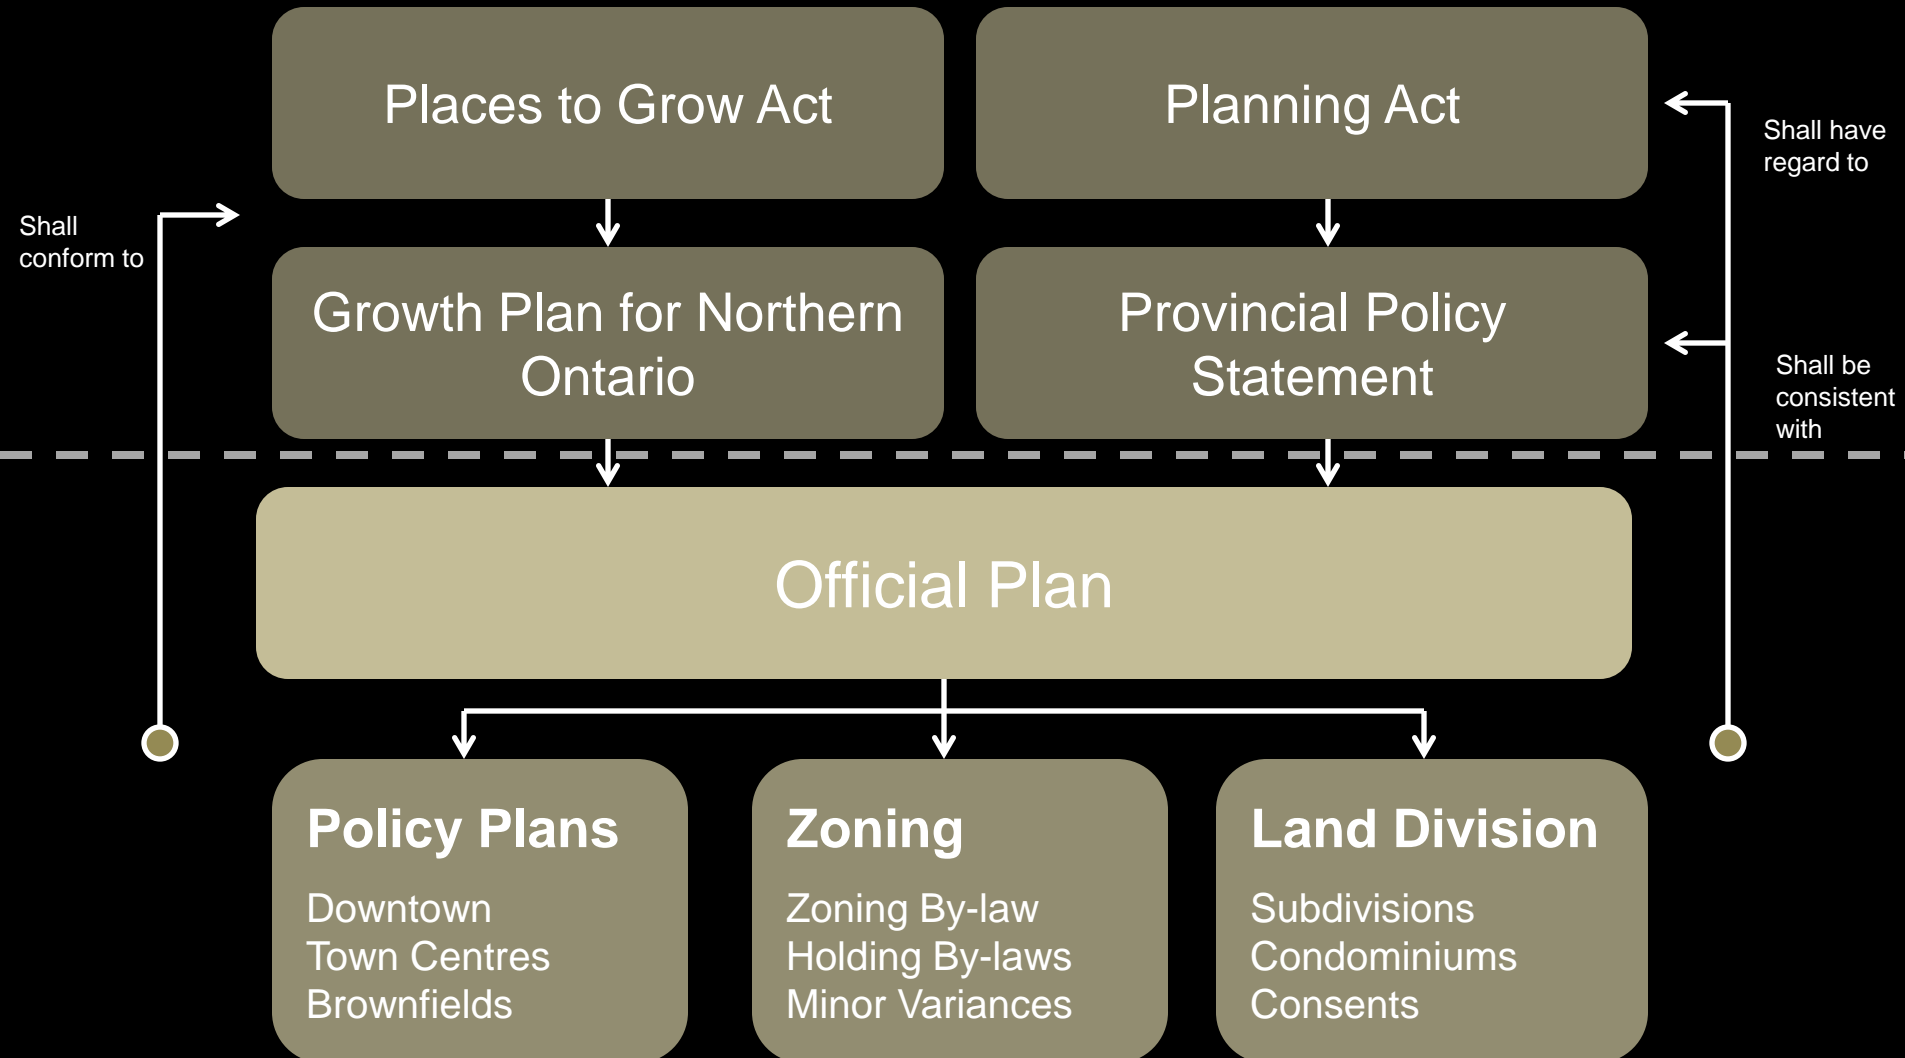 Places to Grow Act
Planning Act
Shall have
regard to
Shall
conform to
Growth Plan for Northern
Ontario
Provincial Policy
Statement
Shall be
consistent
with
Official Plan
Policy Plans
Downtown
Town Centres
Brownfields
Zoning
Zoning By-law
Holding By-laws
Minor Variances
Land Division
Subdivisions
Condominiums
Consents